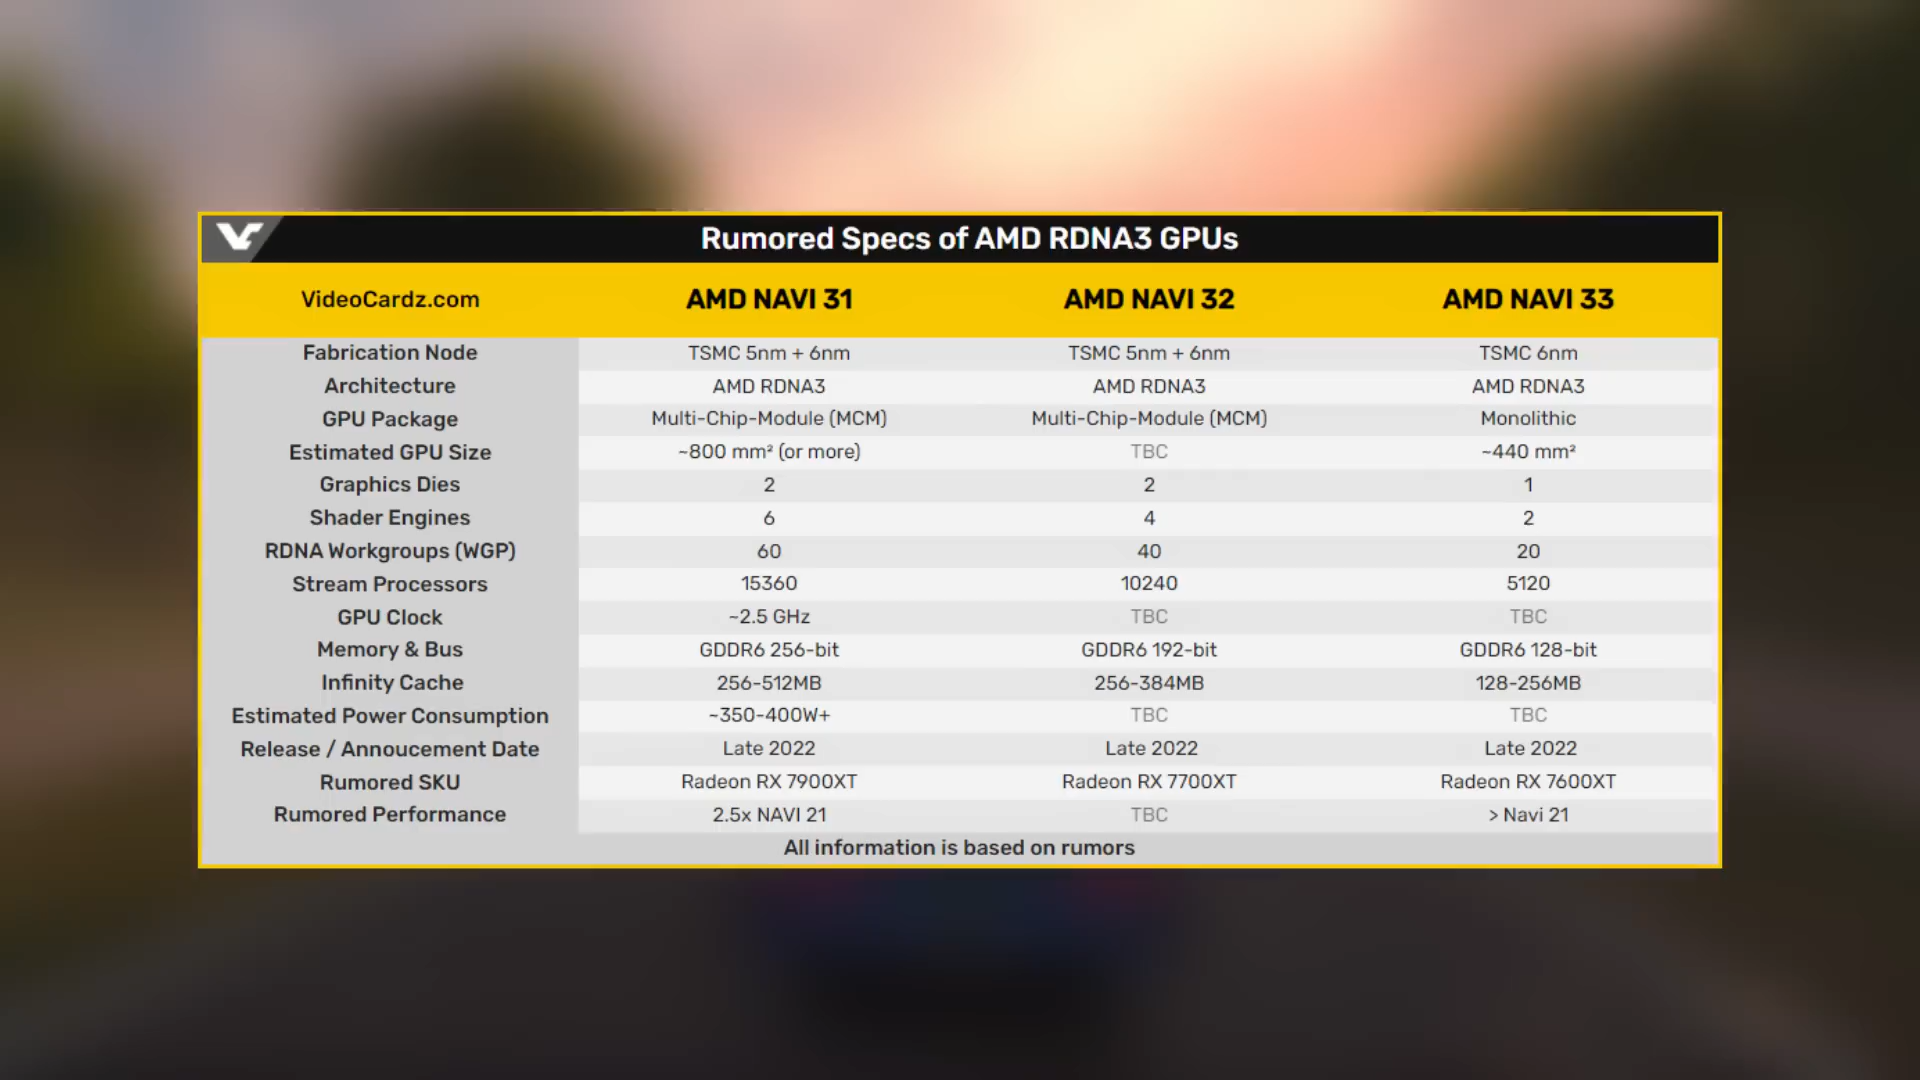 Rumored Specs of AMD RDNA3 GPUs
VideoCardz.com AMD NAVI 31 AMD NAVI 32 AMD NAVI 33
Fabrication Node TSMC 5nm + 6nm TSMC 5nm + 6nm TSMC 6nm
Architecture AMD RDNA3 AMD RDNA3 AMD RDNA3
GPU Package Multi-Chip-Module (MCM) Multi-Chip-Module (MCM) Monolithic
Estimated GPU Size ~800 mm² (or more) TBC ~440 mm²
Graphics Dies 2 2 1
Shader Engines 6 4 2
RDNA Workgroups (WGP) 60 40 20
Stream Processors 15360 10240 5120
GPU Clock ~2.5 GHz TBC TBC
Memory & Bus GDDR6 256-bit GDDR6 192-bit GDDR6 128-bit
Infinity Cache 256-512MB 256-384MB 128-256MB
Estimated Power Consumption ~350-400W+ TBC TBC
Release / Annoucement Date Late 2022 Late 2022 Late 2022
Rumored SKU Radeon RX 7900XT Radeon RX 7700XT Radeon RX 7600XT
Rumored Performance 2.5x NAVI 21 TBC > Navi 21
All information is based on rumors